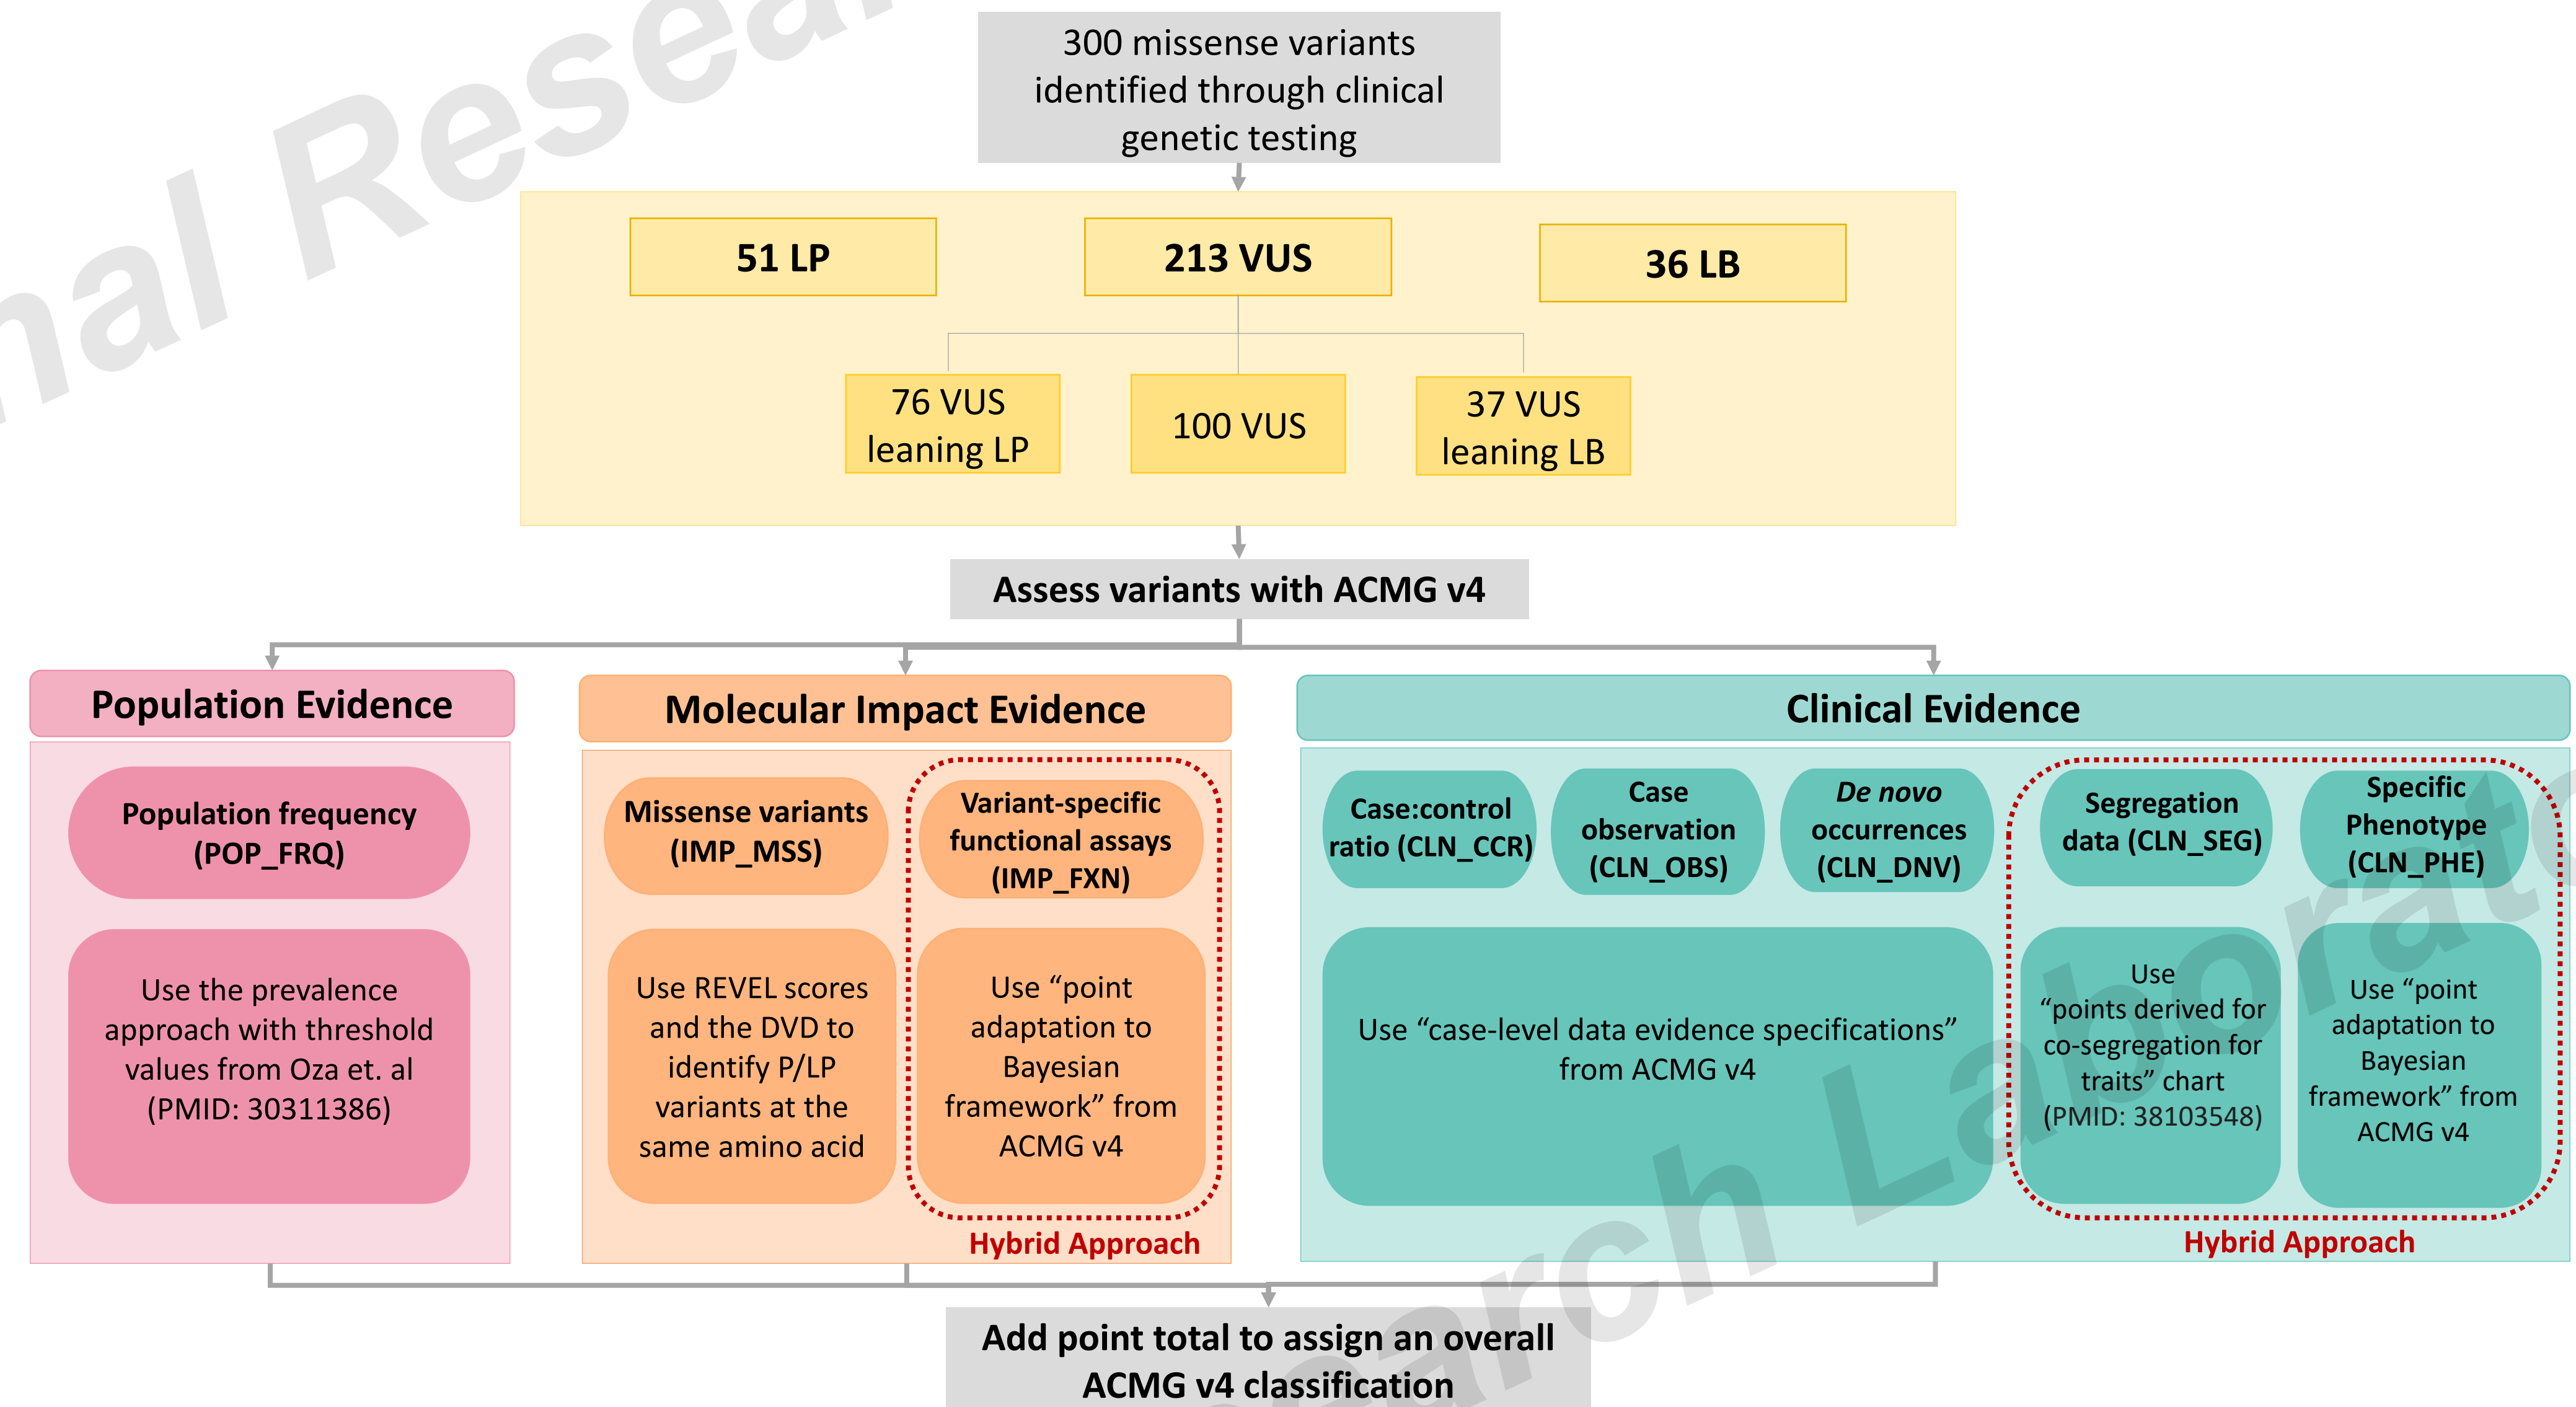 300 missense variants
identified through clinical
genetic testing
51 LP
213 VUS
36 LB
76 VUS
leaning LP
100 VUS
37 VUS
leaning LB
Assess variants with ACMG v4
Population Evidence
Population frequency
(POP_FRQ)
Use the prevalence
approach with threshold
values from Oza et. al
(PMID: 30311386)
Molecular Impact Evidence
Missense variants
(IMP_MSS)
Use REVEL scores
and the DVD to
identify P/LP
variants at the
same amino acid
Variant-specific
functional assays
(IMP_FXN)
Use “point
adaptation to
Bayesian
framework” from
ACMG v4
Hybrid Approach
Clinical Evidence
Case:control
ratio (CLN_CCR)
Case
observation
(CLN_OBS)
De novo
occurrences
(CLN_DNV)
Use “case-level data evidence specifications”
from ACMG v4
Segregation
data (CLN_SEG)
Use
“points derived for
co-segregation for
traits” chart
(PMID: 38103548)
Specific
Phenotype
(CLN_PHE)
Use “point
adaptation to
Bayesian
framework” from
ACMG v4
Hybrid Approach
Add point total to assign an overall
ACMG v4 classification